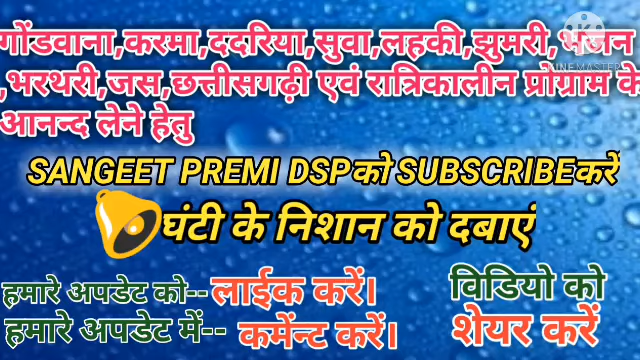 गोंडवाना,करमा,ददरिया,सुवा,लहकी,झुमरी,भजन
,भरथरी,जस,छत्तीसगढ़ी एवं रात्रिकालीन प्रोग्राम के
आनन्द लेने हेतु
SANGEET PREMI DSP को SUBSCRIBE करें
घंटी के निशान को दबाएं
हमारे अपडेट को-- लाईक करें।
हमारे अपडेट में-- कमेंन्ट करें।
विडियो को
शेयर करें